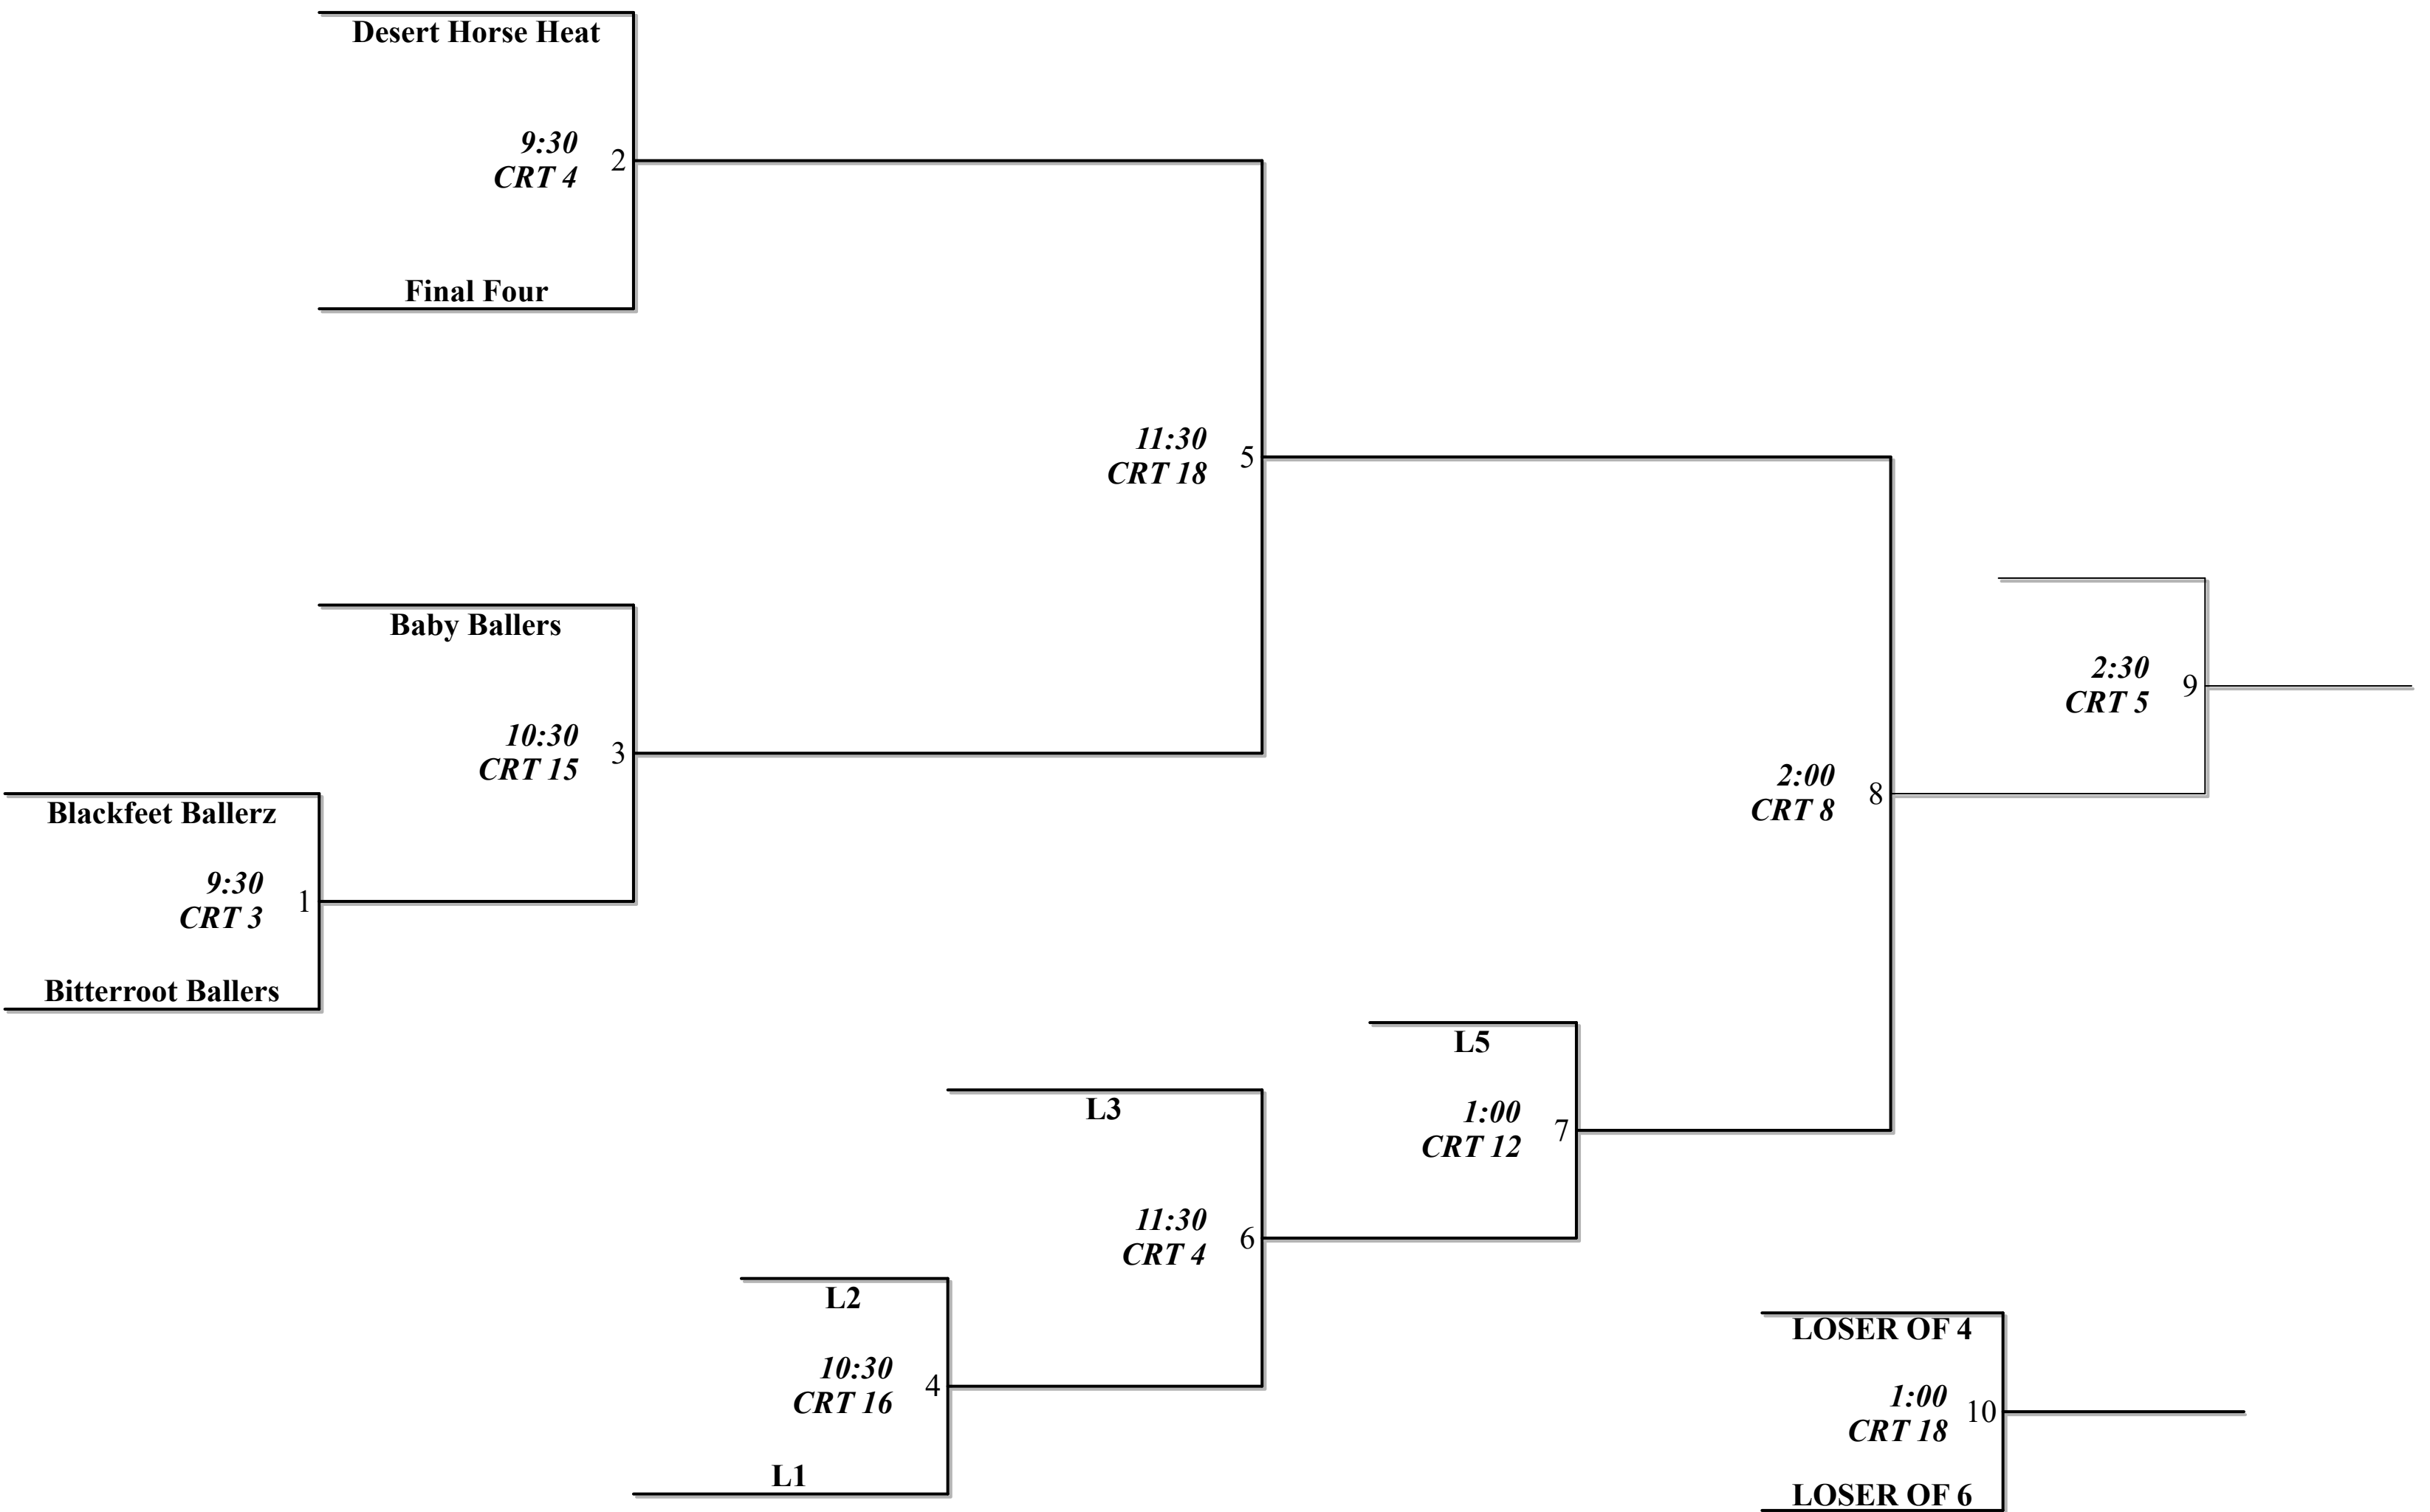 Desert Horse Heat
9:30
CRT 4
2
Final Four
11:30
CRT 18
5
Baby Ballers
10:30
CRT 15
3
2:30
CRT 5
9
2:00
CRT 8
8
Blackfeet Ballerz
9:30
CRT 3
1
Bitterroot Ballers
L5
1:00
CRT 12
7
L3
11:30
CRT 4
6
L2
10:30
CRT 16
4
L1
LOSER OF 4
1:00
CRT 18
10
LOSER OF 6